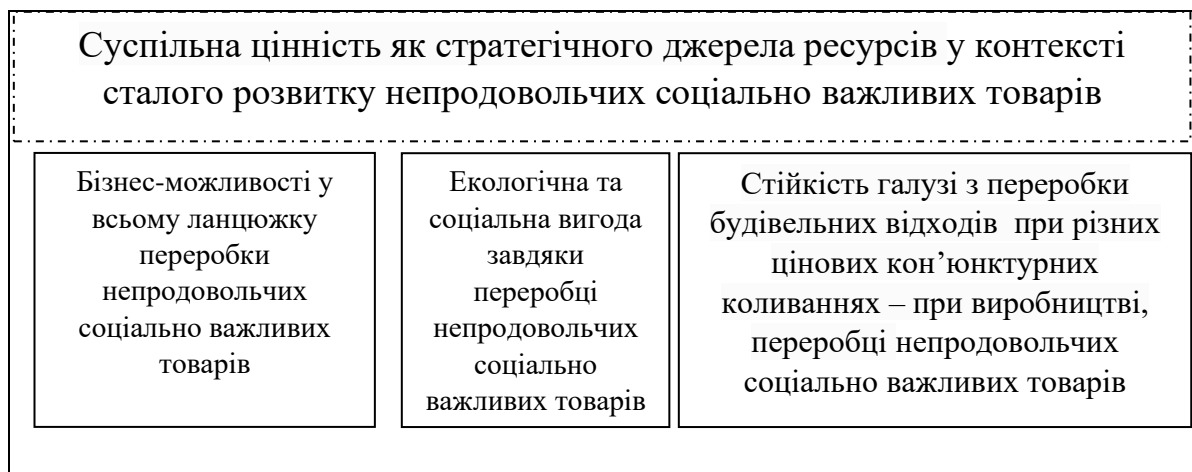 Суспільна цінність як стратегічного джерела ресурсів у контексті
сталого розвитку непродовольчих соціально важливих товарів
Бізнес-можливості у
всьому ланцюжку
переробки
непродовольчих
соціально важливих
товарів
Екологічна та
соціальна вигода
завдяки
переробці
непродовольчих
соціально
важливих товарів
Стійкість галузі з переробки
будівельних відходів при різних
цінових кон’юнктурних
коливаннях – при виробництві,
переробці непродовольчих
соціально важливих товарів